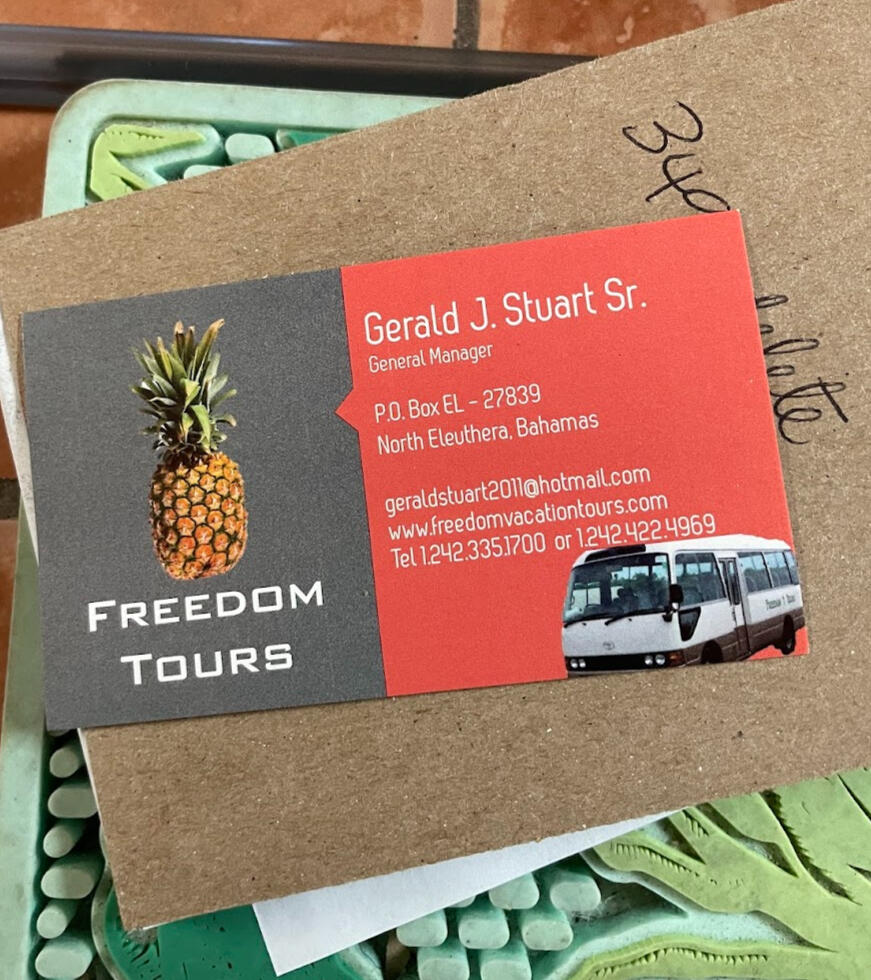 34
Gerald J. Stuart Sr.
General Manager
P.O. Box EL - 27839
North Eleuthera, Bahamas
geraldstuart2011@hotmail.com
www.freedomvacationtours.com
Tel 1.242.335.1700 or 1.242.422.4969
FREEDOM
TOURS